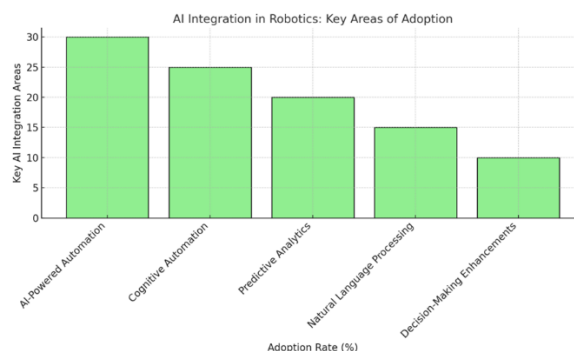 AI Integration in Robotics: Key Areas of Adoption
Key AI Integration Areas
30
25
20
15
10
5
0
AI-Powered Automation
Cognitive Automation
Predictive Analytics
Natural Language Processing
Decision-Making Enhancements
Adoption Rate (%)